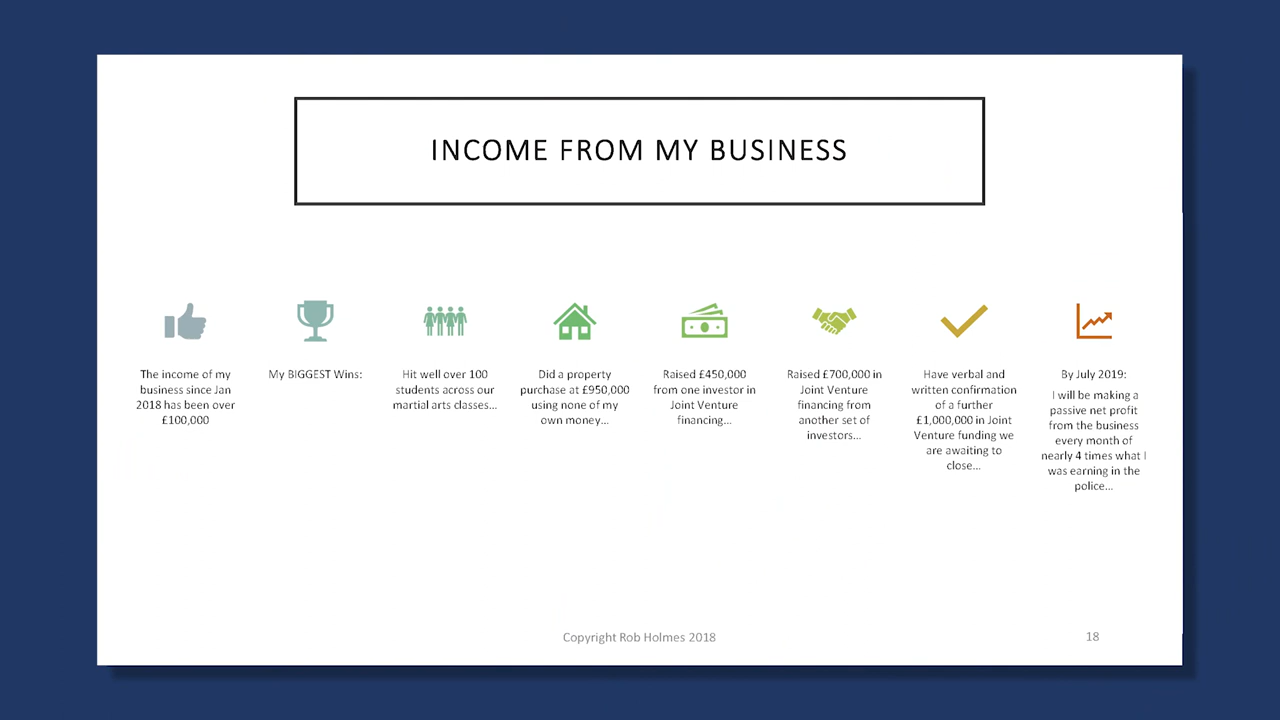 INCOME FROM MY BUSINESS
The income of my
business since Jan
2018 has been over
£100,000
My BIGGEST Wins:
Hit well over 100
students across our
martial arts classes...
Did a property
purchase at £950,000
using none of my
own money...
Raised £450,000
from one investor in
Joint Venture
financing...
Raised £700,000 in
Joint Venture
financing from
another set of
investors...
Have verbal and
written confirmation
of a further
£1,000,000 in Joint
Venture funding we
are awaiting to
close...
By July 2019:
I will be making a
passive net profit
from the business
every month of
nearly 4 times what I
was earning in the
police...
Copyright Rob Holmes 2018
18